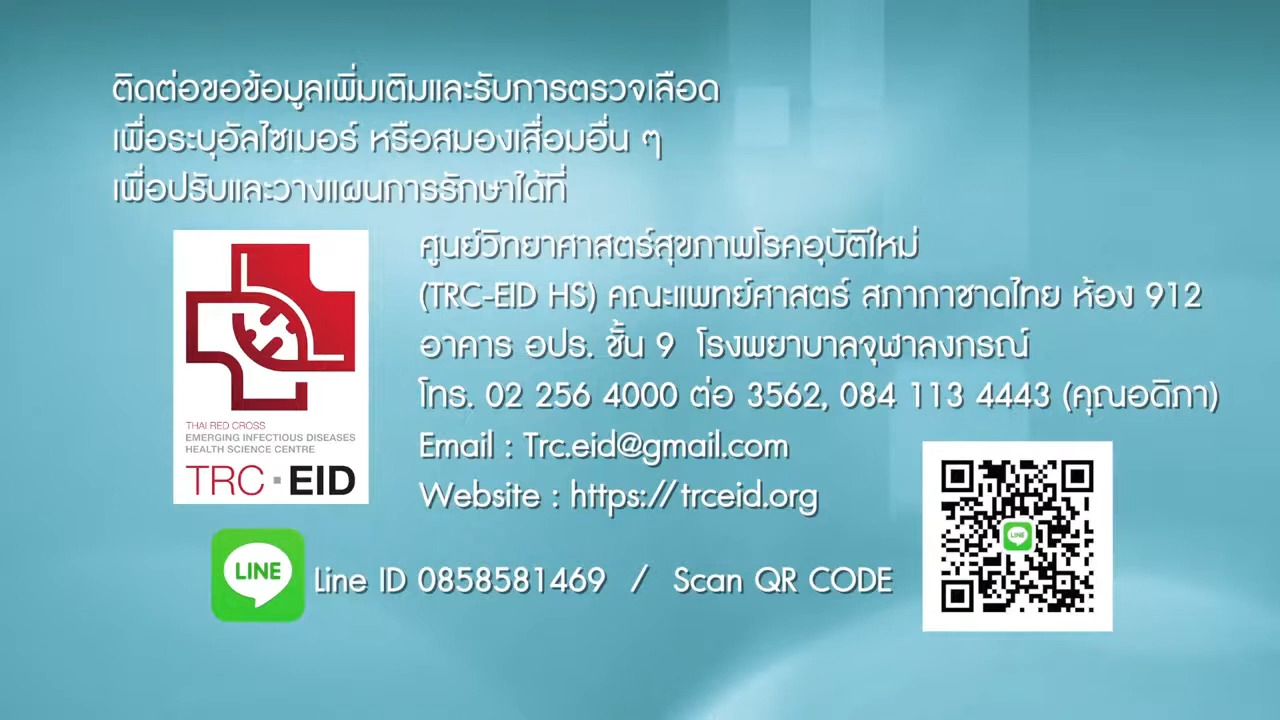 ติดต่อขอข้อมูลเพิ่มเติมและรับการตรวจเลือด
เพื่อระบุอัลไซเมอร์ หรือสมองเสื่อมอื่น ๆ
เพื่อปรับและวางแผนการรักษาได้ที่
ศูนย์วิทยาศาสตร์สุขภาพโรคอุบัติใหม่
(TRC-EID HS) คณะแพทย์ศาสตร์ สภากาชาดไทย ห้อง 912
อาคาร อปร. ชั้น 9 โรงพยาบาลจุฬาลงกรณ์
โทร. 02 256 4000 ต่อ 3562, 084 113 4443 (คุณอดิภา)
Email : Trc.eid@gmail.com
Website : https://trceid.org
THAI RED CROSS
EMERGING INFECTIOUS DISEASES
HEALTH SCIENCE CENTRE
TRC · EID
LINE
Line ID 0858581469 / Scan QR CODE
LINE